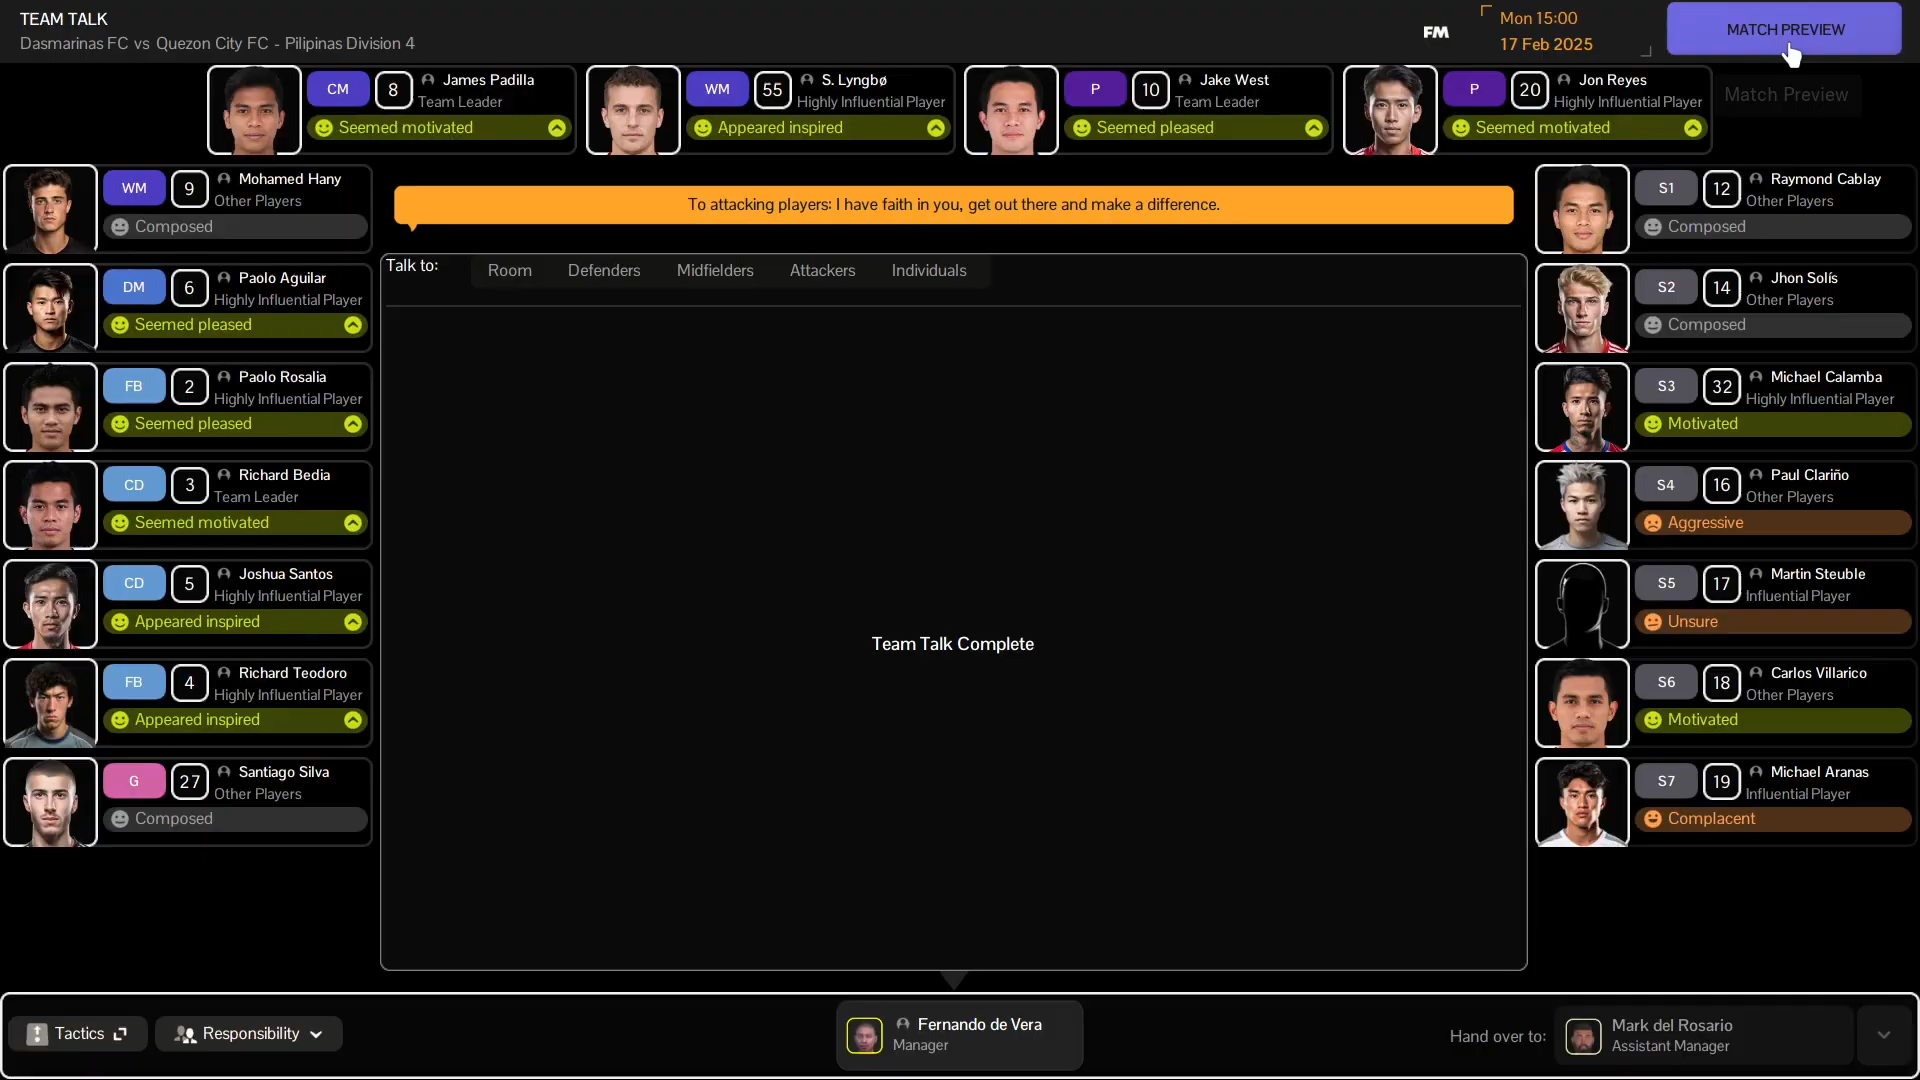 TEAM TALK
Dasmarinas FC vs Quezon City FC - Pilipinas Division 4
FM
Mon 15:00
17 Feb 2025
MATCH PREVIEW
Match Preview
CM 8 James Padilla
Team Leader
Seemed motivated
WM 55 S. Lyngbø
Highly Influential Player
Appeared inspired
P 10 Jake West
Team Leader
Seemed pleased
P 20 Jon Reyes
Highly Influential Player
Seemed motivated
WM 9 Mohamed Hany
Other Players
Composed
DM 6 Paolo Aguilar
Highly Influential Player
Seemed pleased
FB 2 Paolo Rosalia
Highly Influential Player
Seemed pleased
CD 3 Richard Bedia
Team Leader
Seemed motivated
CD 5 Joshua Santos
Highly Influential Player
Appeared inspired
FB 4 Richard Teodoro
Highly Influential Player
Appeared inspired
G 27 Santiago Silva
Other Players
Composed
To attacking players: I have faith in you, get out there and make a difference.
Talk to: Room Defenders Midfielders Attackers Individuals
Team Talk Complete
S1 12 Raymond Cablay
Other Players
Composed
S2 14 Jhon Solís
Other Players
Composed
S3 32 Michael Calamba
Highly Influential Player
Motivated
S4 16 Paul Clariño
Other Players
Aggressive
S5 17 Martin Steuble
Influential Player
Unsure
S6 18 Carlos Villarico
Other Players
Motivated
S7 19 Michael Aranas
Influential Player
Complacent
Tactics
Responsibility
Fernando de Vera
Manager
Hand over to:
Mark del Rosario
Assistant Manager